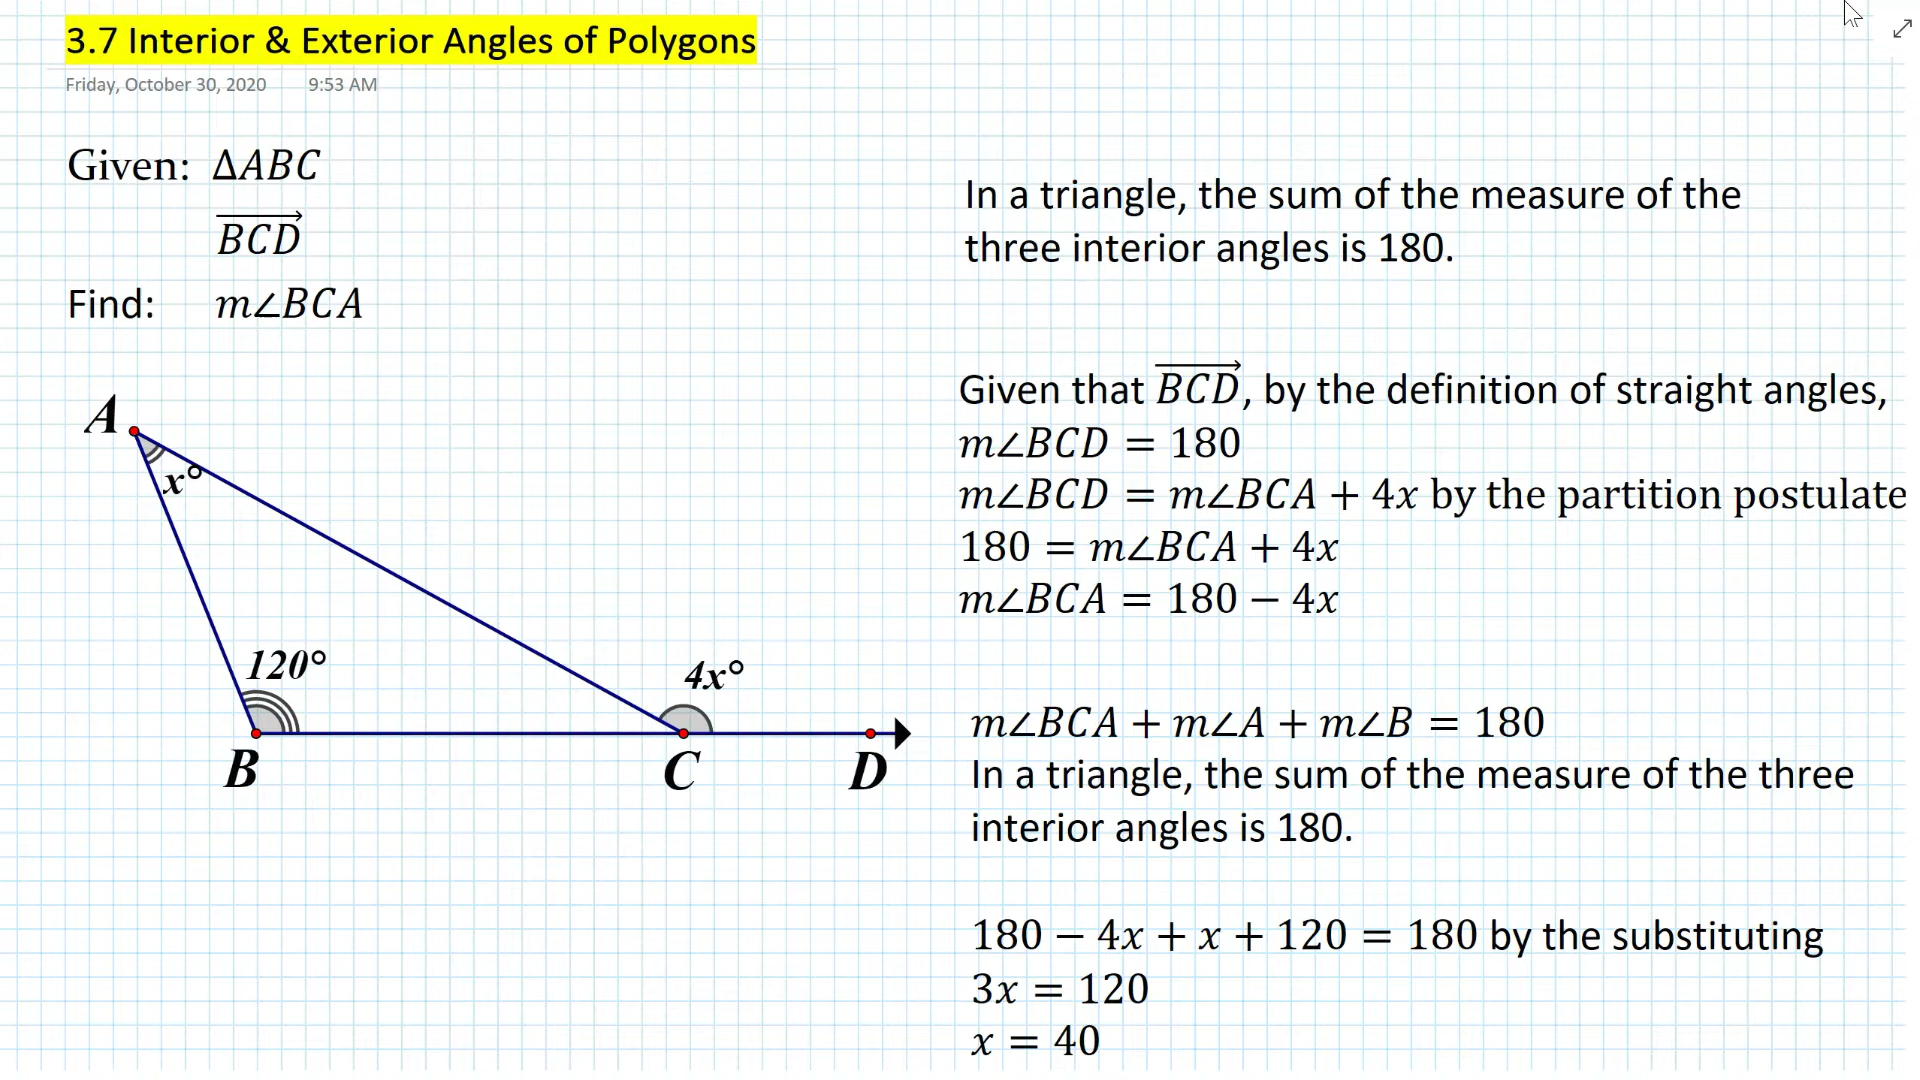 3.7 Interior & Exterior Angles of Polygons
Friday, October 30, 2020 9:53 AM
Given: ΔABC
BCD
Find: m∠BCA
In a triangle, the sum of the measure of the
three interior angles is 180.
Given that BCD, by the definition of straight angles,
m∠BCD = 180
m∠BCD = m∠BCA + 4x by the partition postulate
180 = m∠BCA + 4x
m∠BCA = 180 − 4x
A
x°
120°
4x°
B
C
D
m∠BCA + m∠A + m∠B = 180
In a triangle, the sum of the measure of the three
interior angles is 180.
180 − 4x + x + 120 = 180 by the substituting
3x = 120
x = 40